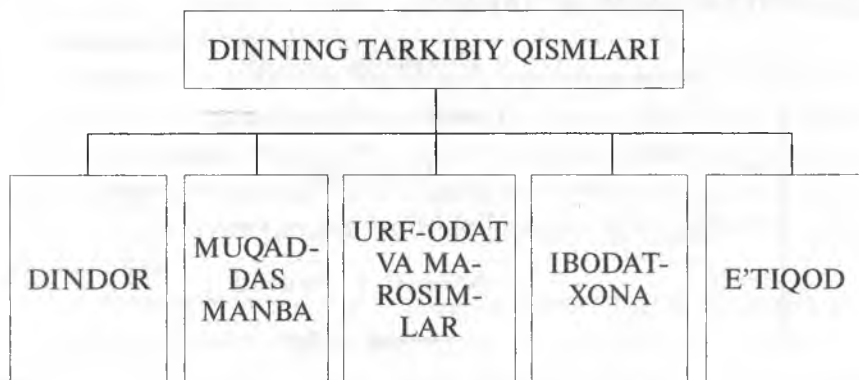 DINNING TARKIBIY QISMLARI
DINDOR
MUQAD-
DAS
MANBA
URF-ODAT
VA MA-
ROSIM-
LAR
IBODAT-
XONA
E'TIQOD